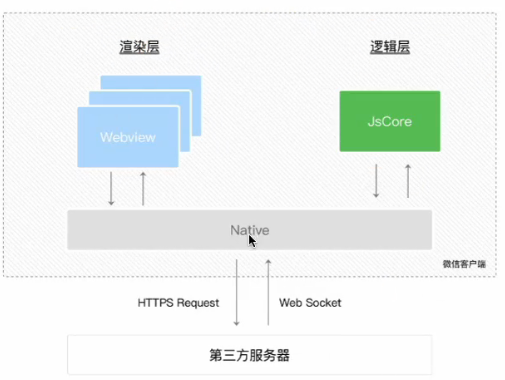 渲染层
逻辑层
Webview
JsCore
Native
微信客户端
HTTPS Request
Web Socket
第三方服务器